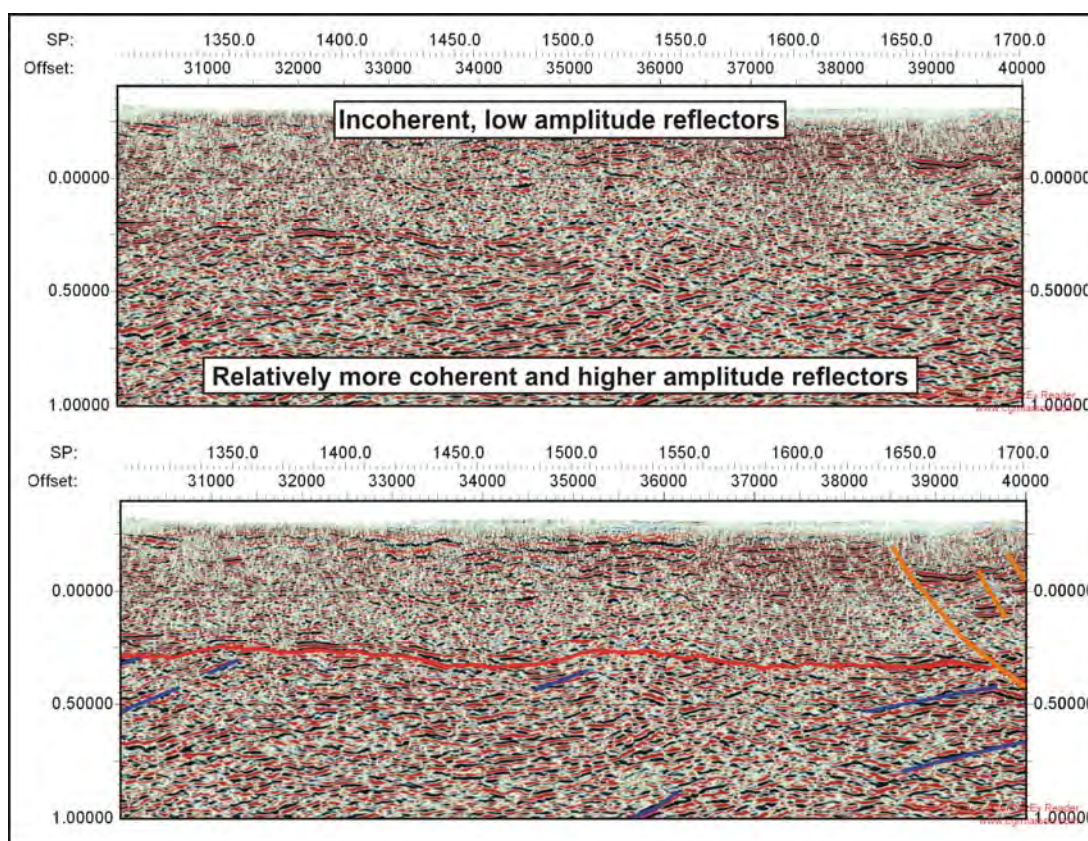 SP: 1350.0 1400.0 1450 1500.0 1550.0 1600.0 1650 1700.0
Offset: 31000 32000 33000 34000 35000 36000 37000 38000 39000 40000
Incoherent, low amplitude reflectors
0.00000 0.00000
0.50000 0.50000
Relatively more coherent and higher amplitude reflectors
Reader
1.00000 1.00000
SP: 1350.0 1400.0 1450 1500.0 1550.0 1600.0 1650 1700.0
Offset: 31000 32000 33000 34000 35000 36000 37000 38000 39000 40000
0.00000 0.00000
0.50000 0.50000
Reader
1.00000 1.00000